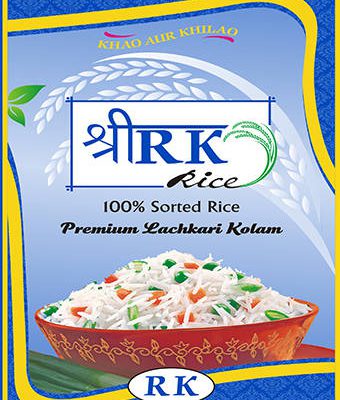 KHAO AUR KHILAO
श्री RK
Rice
100% Sorted Rice
Premium Lachkari Kolam
RK